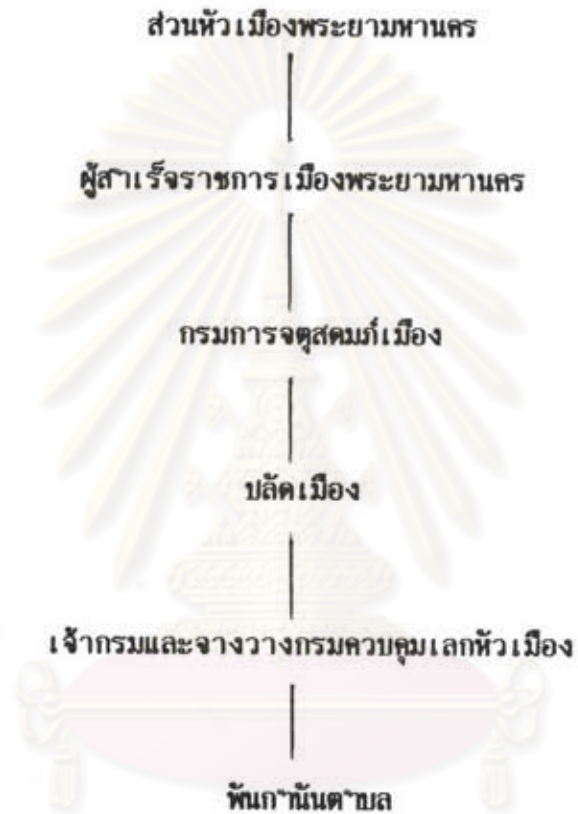 ส่วนหัวเมืองพระยามหานคร
ผู้สำเร็จราชการเมืองพระยามหานคร
กรมการจตุสดมภ์เมือง
ปลัดเมือง
เจ้ากรมและจางวางกรมควบคุมเลกหัวเมือง
พันกำนันตำบล